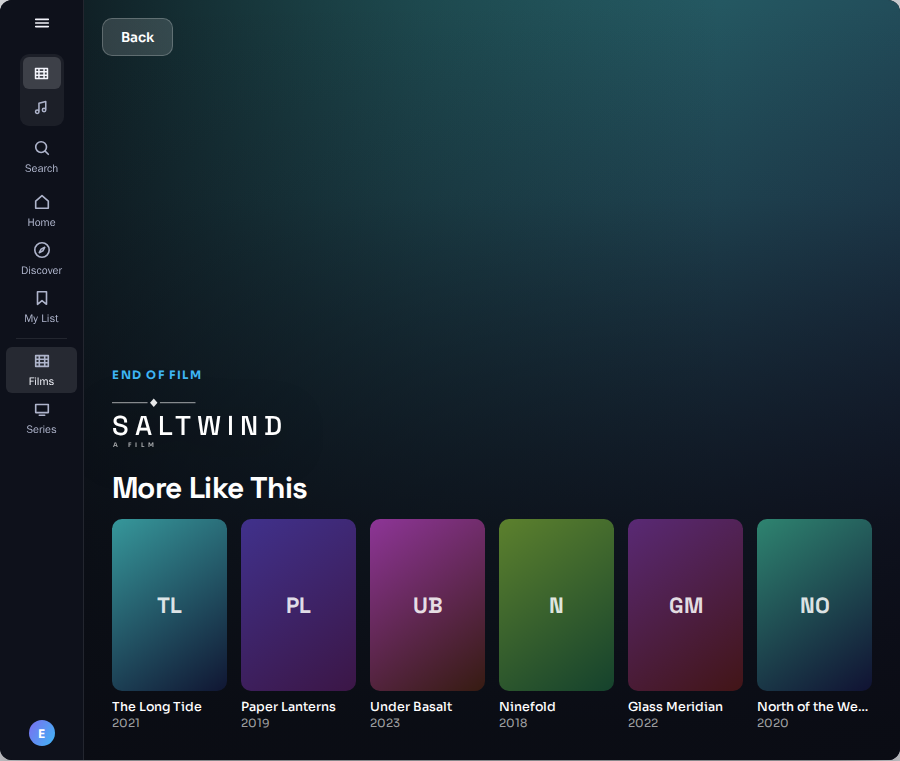 Back
Search
Home
Discover
My List
Films
Series
E
END OF FILM
SALTWIND
A FILM
More Like This
TL
PL
UB
N
GM
NO
The Long Tide
2021
Paper Lanterns
2019
Under Basalt
2023
Ninefold
2018
Glass Meridian
2022
North of the We...
2020